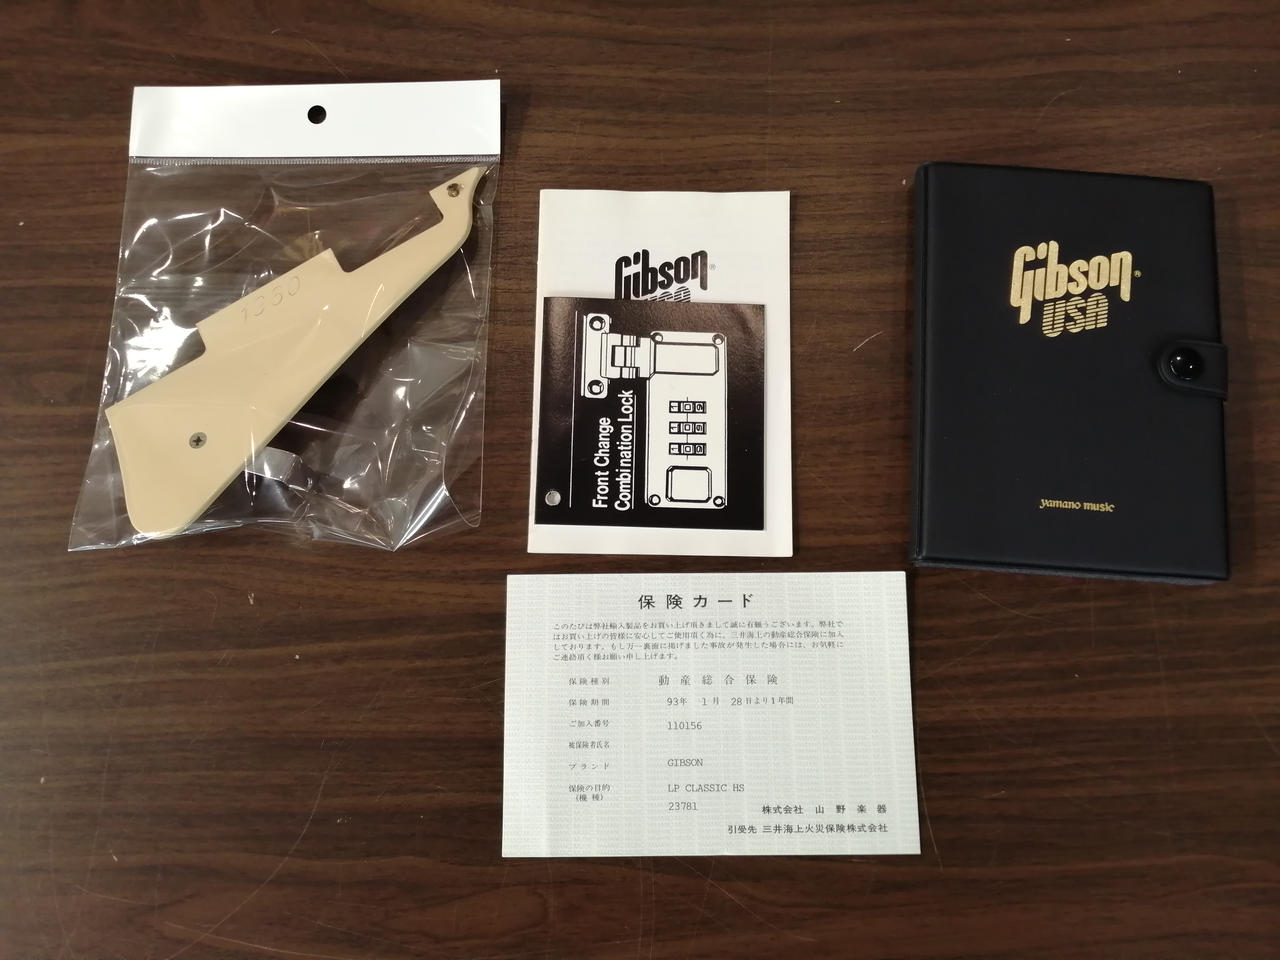 1360
Gibson®
USA
Front Change
Combination Lock
Gibson®
USA
yamano music
保険カード
このたびは弊社輸入製品をお買い上げ頂きまして誠に有難うございます。弊社で
はお買い上げの皆様に安心してご使用頂く為に、三井海上の動産総合保険に加入
しております。もし万一裏面に掲げました事故が発生した場合には、お気軽に
ご連絡頂く様お願い申し上げます。
保険種別 動産総合保険
保険期間 93年 1月 28日より1年間
ご加入番号 110156
被保険者氏名
ブランド GIBSON
保険の目的 LP CLASSIC HS
(機種) 23781
株式会社 山野楽器
引受先 三井海上火災保険株式会社